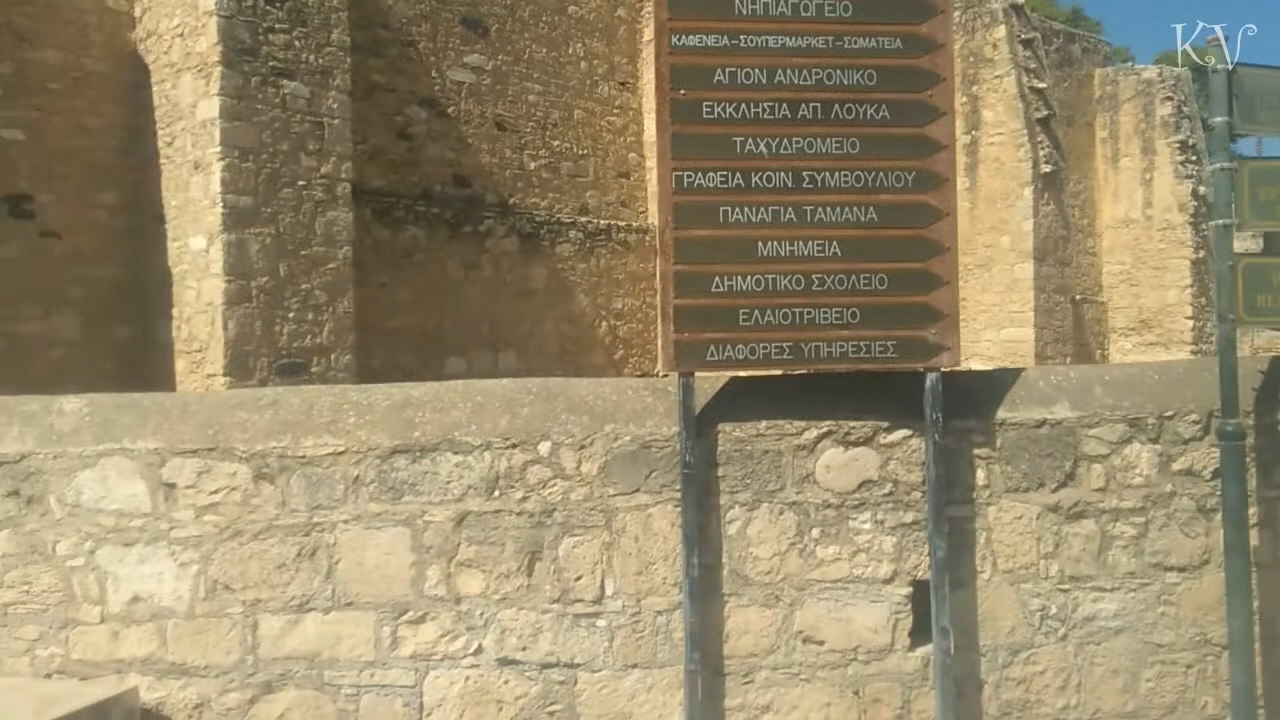 ΝΗΠΙΑΓΩΓΕΙΟ
ΚΑΦΕΝΕΙΑ-ΣΟΥΠΕΡΜΑΡΚΕΤ-ΣΩΜΑΤΕΙΑ
ΑΓΙΟΝ ΑΝΔΡΟΝΙΚΟ
ΕΚΚΛΗΣΙΑ ΑΠ. ΛΟΥΚΑ
ΤΑΧΥΔΡΟΜΕΙΟ
ΓΡΑΦΕΙΑ ΚΟΙΝ. ΣΥΜΒΟΥΛΙΟΥ
ΠΑΝΑΓΙΑ ΤΑΜΑΝΑ
ΜΝΗΜΕΙΑ
ΔΗΜΟΤΙΚΟ ΣΧΟΛΕΙΟ
ΕΛΑΙΟΤΡΙΒΕΙΟ
ΔΙΑΦΟΡΕΣ ΥΠΗΡΕΣΙΕΣ
KV